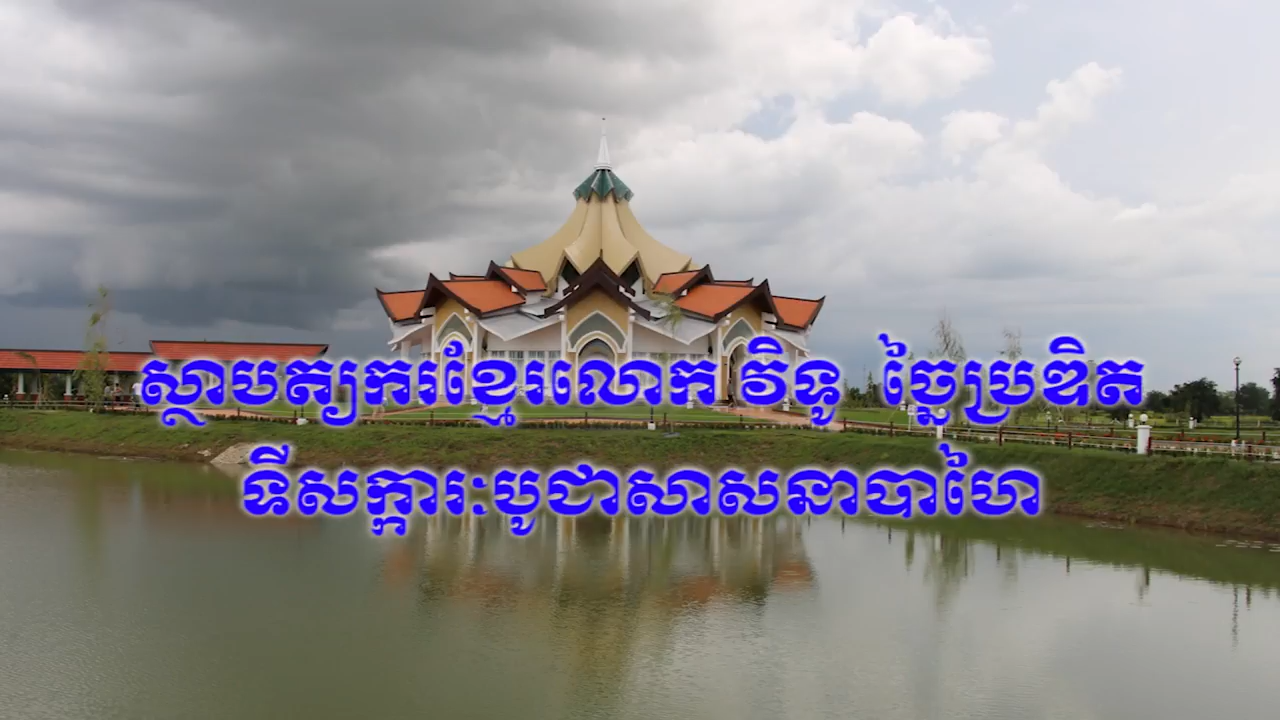 ស្ថាបត្យករខ្មែរលោក វិទូ ច្នៃប្រឌិត
ទីសក្ការៈបូជាសាសនាបាហៃ